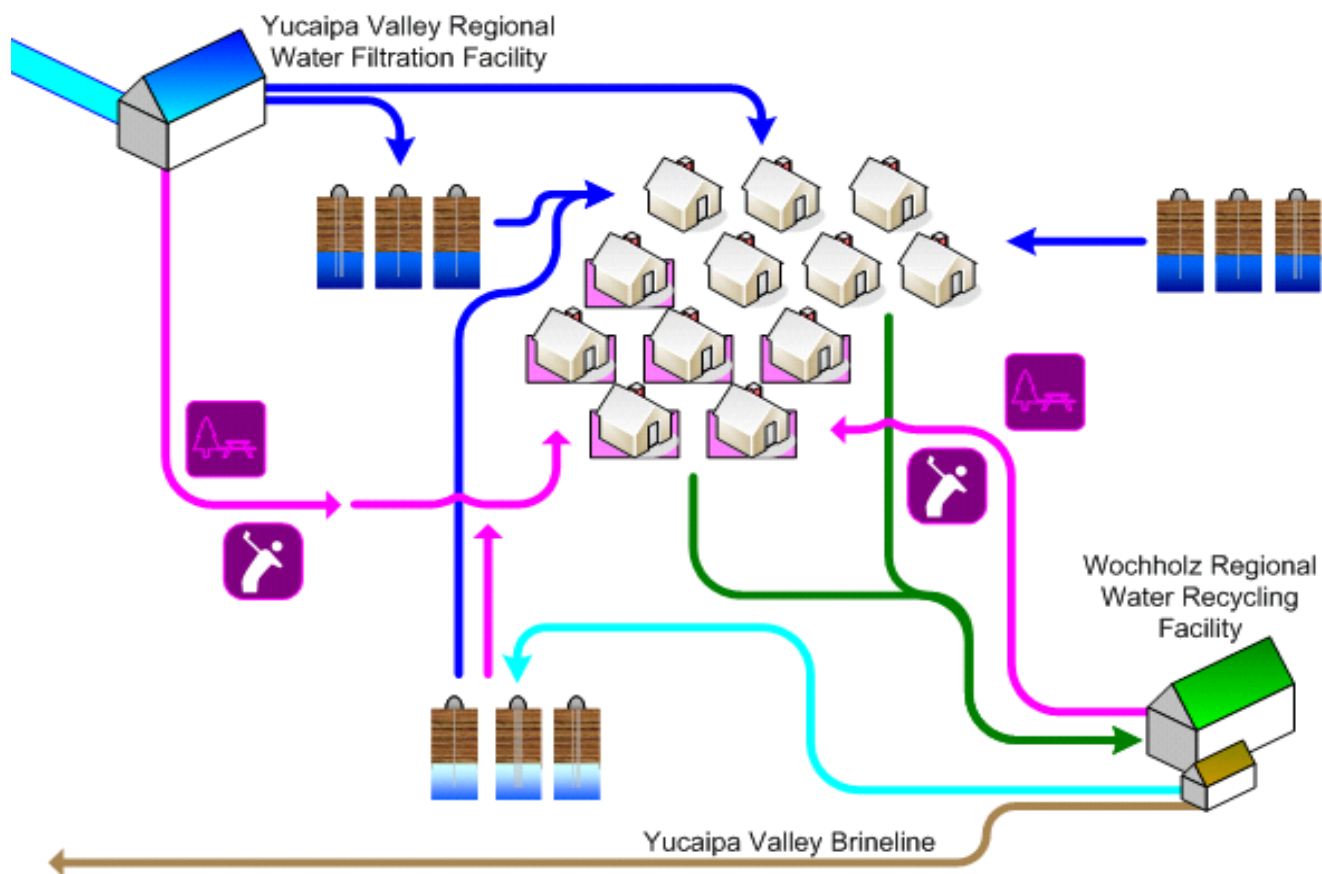 Yucaipa Valley Regional
Water Filtration Facility
Wochholz Regional
Water Recycling
Facility
Yucaipa Valley Brineline